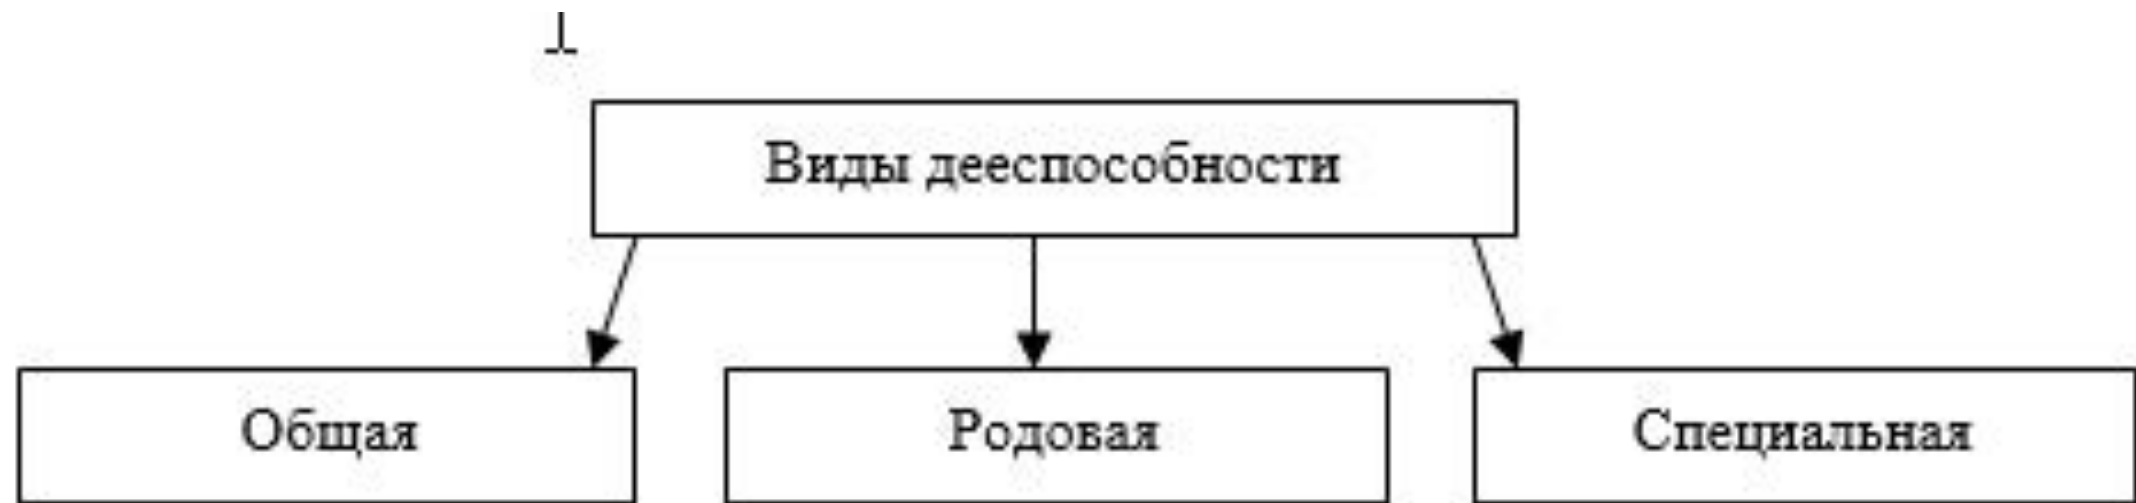 Виды дееспособности
Общая
Родовая
Специальная